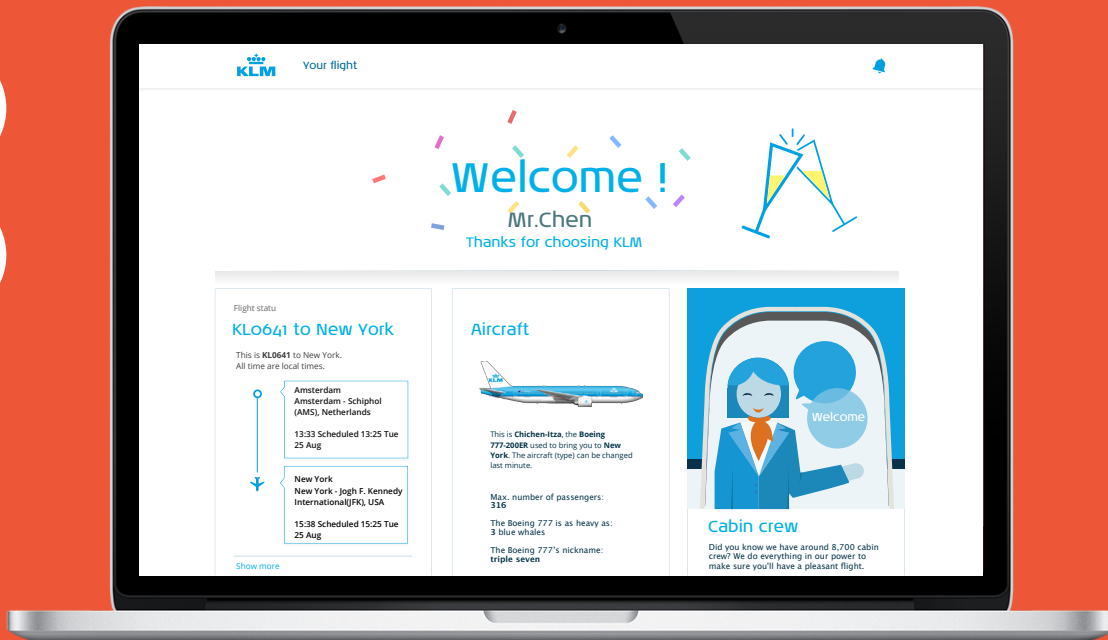 KLM
Your flight
Welcome !
Mr.Chen
Thanks for choosing KLM
Flight statu
KL0641 to New York
This is KL0641 to New York.
All time are local times.
Amsterdam
Amsterdam - Schiphol
(AMS), Netherlands
13:33 Scheduled 13:25 Tue
25 Aug
New York
New York - Jogh F. Kennedy
International(JFK), USA
15:38 Scheduled 15:25 Tue
25 Aug
Show more
Aircraft
KLM
This is Chichen-Itza, the Boeing
777-200ER used to bring you to New
York. The aircraft (type) can be changed
last minute.
Max. number of passengers:
316
The Boeing 777 is as heavy as:
3 blue whales
The Boeing 777's nickname:
triple seven
Welcome
Cabin crew
Did you know we have around 8,700 cabin
crew? We do everything in our power to
make sure you'll have a pleasant flight.